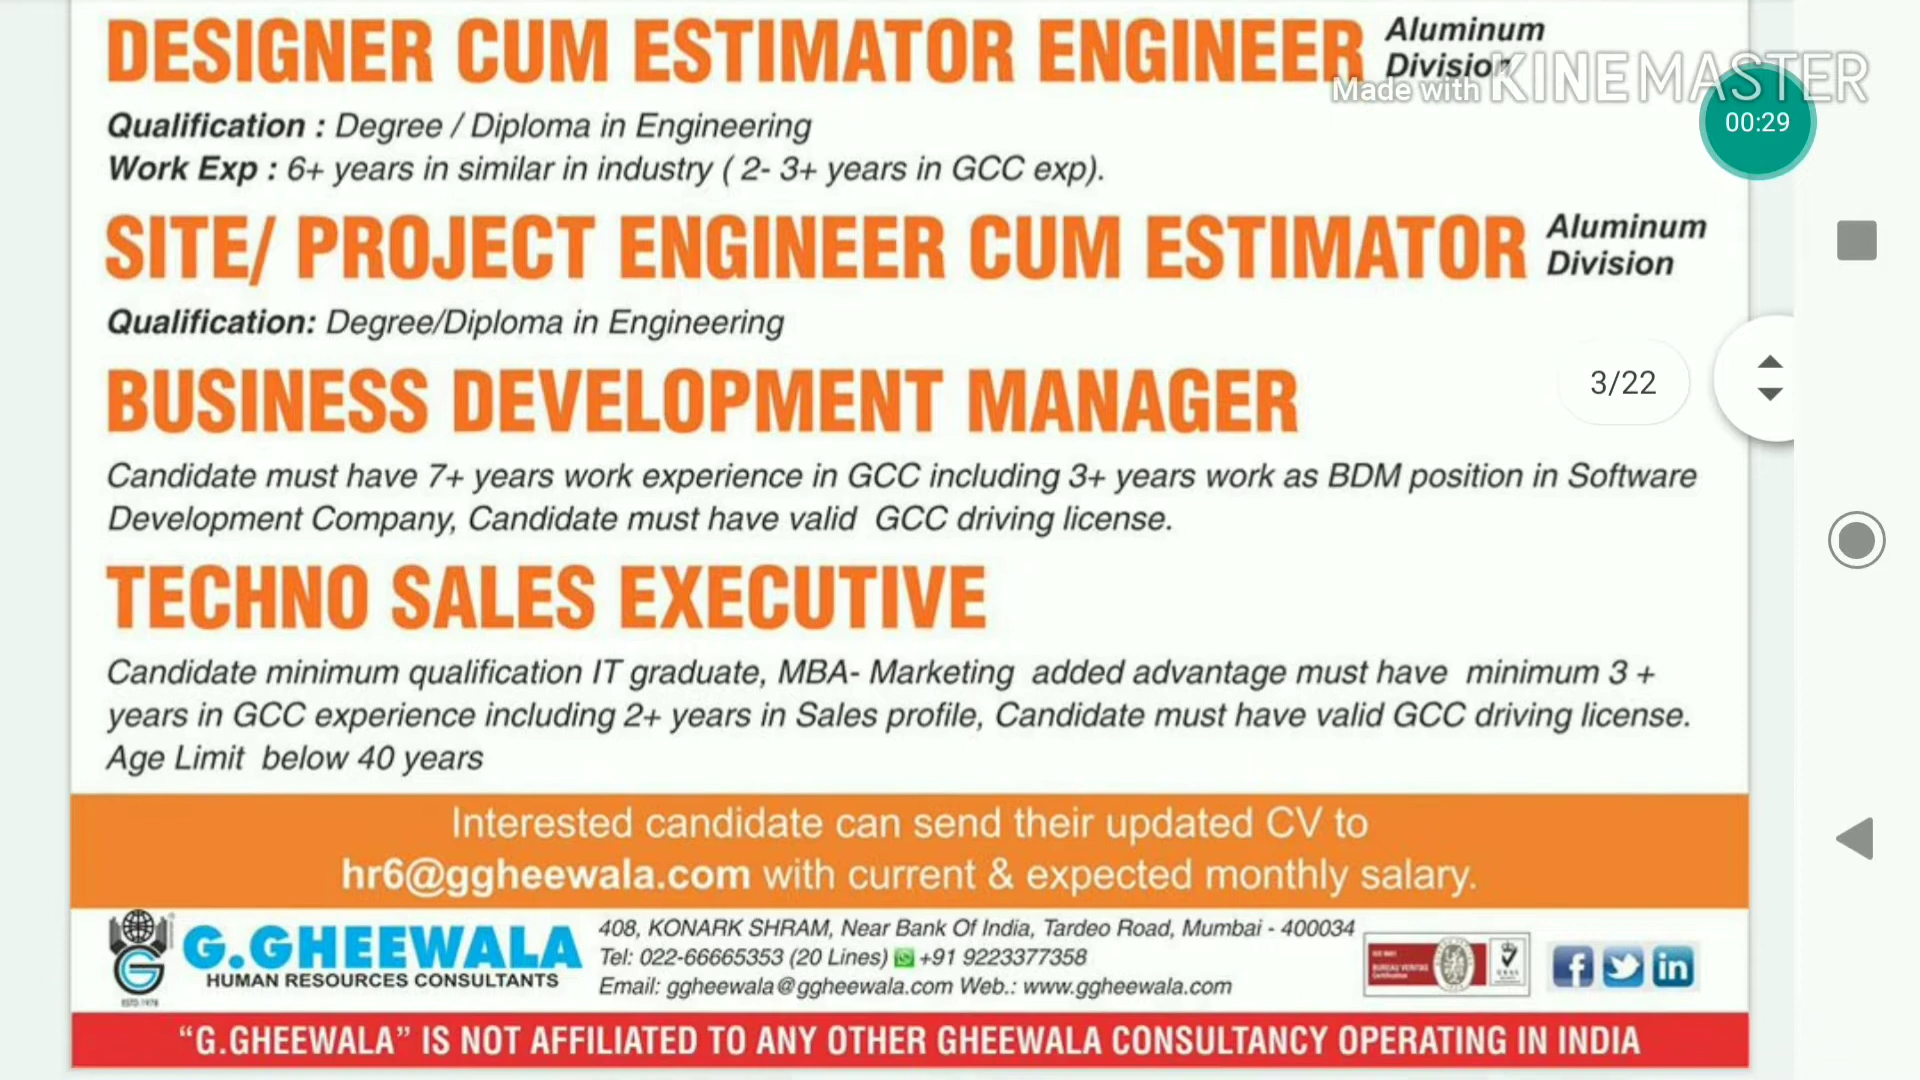 DESIGNER CUM ESTIMATOR ENGINEER Aluminum Division
Made with KINEMASTER
00:29
Qualification : Degree / Diploma in Engineering
Work Exp : 6+ years in similar in industry ( 2- 3+ years in GCC exp).
SITE/ PROJECT ENGINEER CUM ESTIMATOR Aluminum Division
Qualification: Degree/Diploma in Engineering
BUSINESS DEVELOPMENT MANAGER
3/22
Candidate must have 7+ years work experience in GCC including 3+ years work as BDM position in Software
Development Company, Candidate must have valid GCC driving license.
TECHNO SALES EXECUTIVE
Candidate minimum qualification IT graduate, MBA- Marketing added advantage must have minimum 3 +
years in GCC experience including 2+ years in Sales profile, Candidate must have valid GCC driving license.
Age Limit below 40 years
Interested candidate can send their updated CV to
hr6@ggheewala.com with current & expected monthly salary.
G.GHEEWALA
HUMAN RESOURCES CONSULTANTS
ESTD-1978
408, KONARK SHRAM, Near Bank Of India, Tardeo Road, Mumbai - 400034
Tel: 022-66665353 (20 Lines) +91 9223377358
Email: ggheewala@ggheewala.com Web.: www.ggheewala.com
BUREAU VERITAS
Certification
"G.GHEEWALA" IS NOT AFFILIATED TO ANY OTHER GHEEWALA CONSULTANCY OPERATING IN INDIA